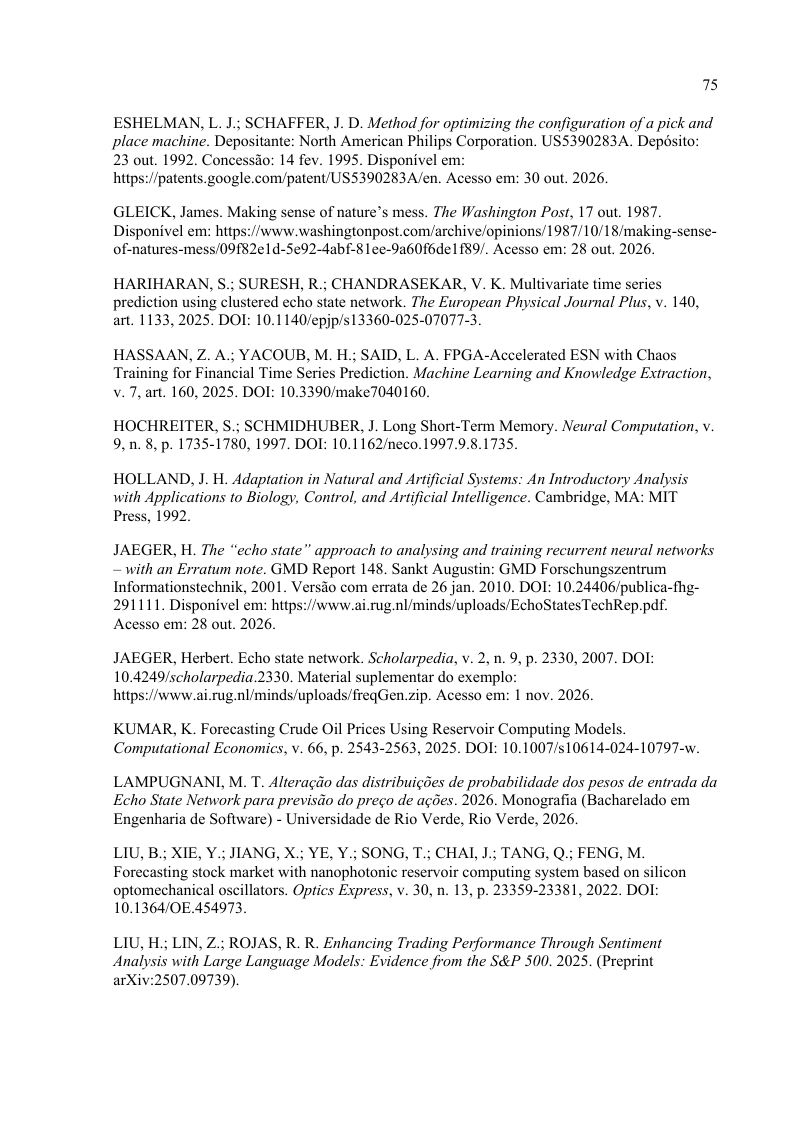 75
ESHELMAN, L. J.; SCHAFFER, J. D. Method for optimizing the configuration of a pick and
place machine. Depositante: North American Philips Corporation. US5390283A. Depósito:
23 out. 1992. Concessão: 14 fev. 1995. Disponível em:
https://patents.google.com/patent/US5390283A/en. Acesso em: 30 out. 2026.
GLEICK, James. Making sense of nature’s mess. The Washington Post, 17 out. 1987.
Disponível em: https://www.washingtonpost.com/archive/opinions/1987/10/18/making-sense-
of-natures-mess/09f82e1d-5e92-4abf-81ee-9a60f6de1f89/. Acesso em: 28 out. 2026.
HARIHARAN, S.; SURESH, R.; CHANDRASEKAR, V. K. Multivariate time series
prediction using clustered echo state network. The European Physical Journal Plus, v. 140,
art. 1133, 2025. DOI: 10.1140/epjp/s13360-025-07077-3.
HASSAAN, Z. A.; YACOUB, M. H.; SAID, L. A. FPGA-Accelerated ESN with Chaos
Training for Financial Time Series Prediction. Machine Learning and Knowledge Extraction,
v. 7, art. 160, 2025. DOI: 10.3390/make7040160.
HOCHREITER, S.; SCHMIDHUBER, J. Long Short-Term Memory. Neural Computation, v.
9, n. 8, p. 1735-1780, 1997. DOI: 10.1162/neco.1997.9.8.1735.
HOLLAND, J. H. Adaptation in Natural and Artificial Systems: An Introductory Analysis
with Applications to Biology, Control, and Artificial Intelligence. Cambridge, MA: MIT
Press, 1992.
JAEGER, H. The “echo state” approach to analysing and training recurrent neural networks
– with an Erratum note. GMD Report 148. Sankt Augustin: GMD Forschungszentrum
Informationstechnik, 2001. Versão com errata de 26 jan. 2010. DOI: 10.24406/publica-fhg-
291111. Disponível em: https://www.ai.rug.nl/minds/uploads/EchoStatesTechRep.pdf.
Acesso em: 28 out. 2026.
JAEGER, Herbert. Echo state network. Scholarpedia, v. 2, n. 9, p. 2330, 2007. DOI:
10.4249/scholarpedia.2330. Material suplementar do exemplo:
https://www.ai.rug.nl/minds/uploads/freqGen.zip. Acesso em: 1 nov. 2026.
KUMAR, K. Forecasting Crude Oil Prices Using Reservoir Computing Models.
Computational Economics, v. 66, p. 2543-2563, 2025. DOI: 10.1007/s10614-024-10797-w.
LAMPUGNANI, M. T. Alteração das distribuições de probabilidade dos pesos de entrada da
Echo State Network para previsão do preço de ações. 2026. Monografia (Bacharelado em
Engenharia de Software) - Universidade de Rio Verde, Rio Verde, 2026.
LIU, B.; XIE, Y.; JIANG, X.; YE, Y.; SONG, T.; CHAI, J.; TANG, Q.; FENG, M.
Forecasting stock market with nanophotonic reservoir computing system based on silicon
optomechanical oscillators. Optics Express, v. 30, n. 13, p. 23359-23381, 2022. DOI:
10.1364/OE.454973.
LIU, H.; LIN, Z.; ROJAS, R. R. Enhancing Trading Performance Through Sentiment
Analysis with Large Language Models: Evidence from the S&P 500. 2025. (Preprint
arXiv:2507.09739).